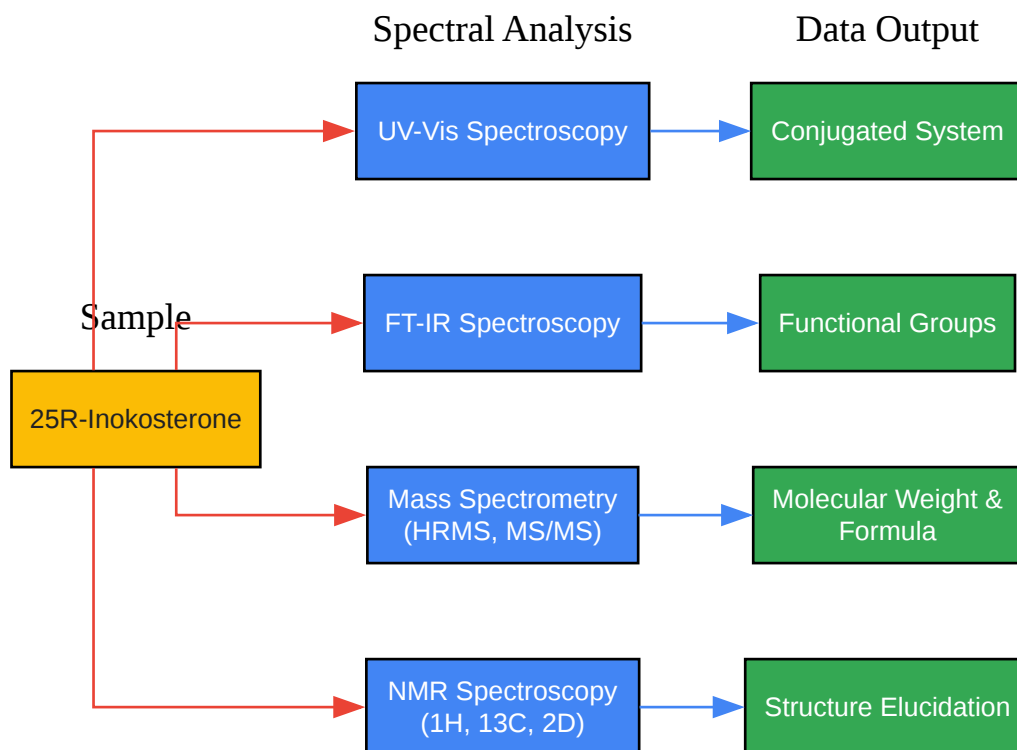 Spectral Analysis
Data Output
UV-Vis Spectroscopy
Conjugated System
Sample
FT-IR Spectroscopy
Functional Groups
25R-Inokosterone
Mass Spectrometry
(HRMS, MS/MS)
Molecular Weight &
Formula
NMR Spectroscopy
(1H, 13C, 2D)
Structure Elucidation